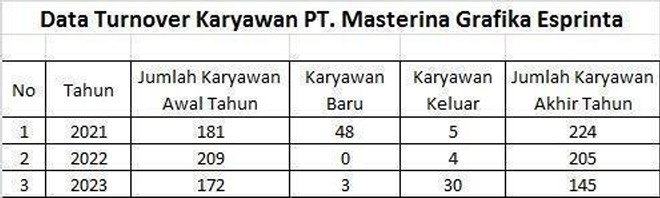 Data Turnover Karyawan PT. Masterina Grafika Esprinta
No Tahun Jumlah Karyawan Awal Tahun Karyawan Baru Karyawan Keluar Jumlah Karyawan Akhir Tahun
1 2021 181 48 5 224
2 2022 209 0 4 205
3 2023 172 3 30 145